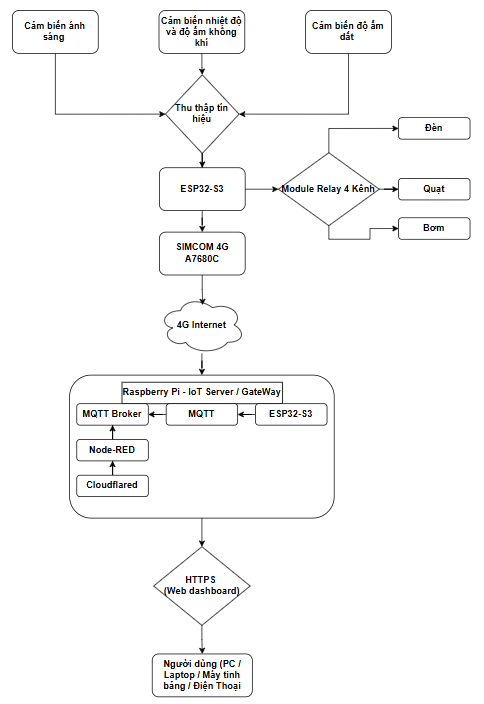 Cảm biến ánh
sáng
Cảm biến nhiệt độ
và độ ẩm không
khí
Cảm biến độ ẩm
dất
Thu thập tín
hiệu
Đèn
ESP32-S3
Module Relay 4 Kênh
Quạt
Bơm
SIMCOM 4G
A7680C
4G Internet
Raspberry Pi - IoT Server / GateWay
MQTT Broker
MQTT
ESP32-S3
Node-RED
Cloudflared
HTTPS
(Web dashboard)
Người dùng (PC /
Laptop / Máy tính
bảng / Điện Thoại